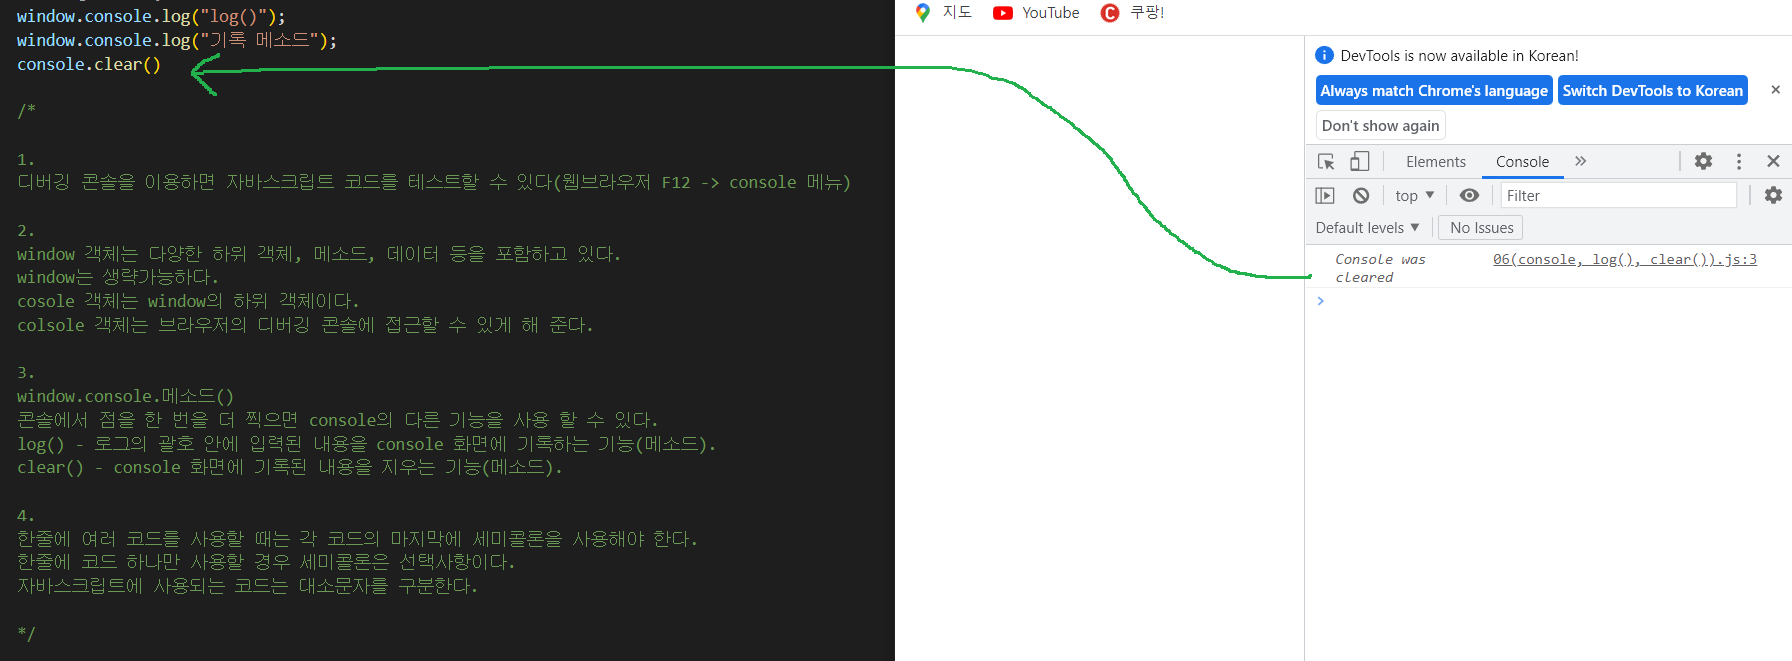 window.console.log("log()");
window.console.log("기록 메소드");
console.clear()
/*
1.
디버깅 콘솔을 이용하면 자바스크립트 코드를 테스트할 수 있다(웹브라우저 F12 -> console 메뉴)
2.
window 객체는 다양한 하위 객체, 메소드, 데이터 등을 포함하고 있다.
window는 생략가능하다.
cosole 객체는 window의 하위 객체이다.
colsole 객체는 브라우저의 디버깅 콘솔에 접근할 수 있게 해 준다.
3.
window.console.메소드()
콘솔에서 점을 한 번을 더 찍으면 console의 다른 기능을 사용 할 수 있다.
log() - 로그의 괄호 안에 입력된 내용을 console 화면에 기록하는 기능(메소드).
clear() - console 화면에 기록된 내용을 지우는 기능(메소드).
4.
한줄에 여러 코드를 사용할 때는 각 코드의 마지막에 세미콜론을 사용해야 한다.
한줄에 코드 하나만 사용할 경우 세미콜론은 선택사항이다.
자바스크립트에 사용되는 코드는 대소문자를 구분한다.
*/
지도 YouTube 쿠팡!
DevTools is now available in Korean!
Always match Chrome's language Switch DevTools to Korean
Don't show again
Elements Console
top Filter
Default levels No Issues
Console was 06(console, log(), clear()).js:3
cleared